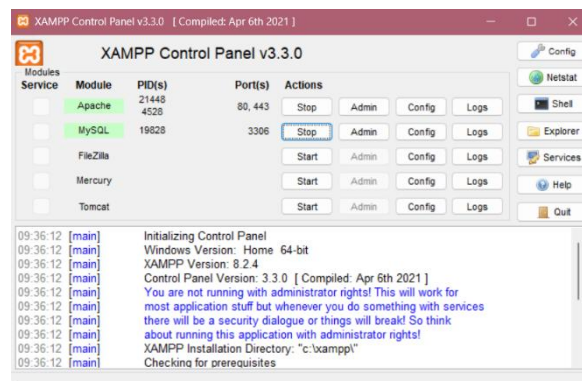 XAMPP Control Panel v3.3.0 [ Compiled: Apr 6th 2021 ]
XAMPP Control Panel v3.3.0
Config
Modules
Service Module PID(s) Port(s) Actions
Netstat
Apache 21448 4528 80, 443 Stop Admin Config Logs
Shell
MySQL 19828 3306 Stop Admin Config Logs
Explorer
FileZilla Start Admin Config Logs
Services
Mercury Start Admin Config Logs
Help
Tomcat Start Admin Config Logs
Quit
09:36:12 [main] Initializing Control Panel
09:36:12 [main] Windows Version: Home 64-bit
09:36:12 [main] XAMPP Version: 8.2.4
09:36:12 [main] Control Panel Version: 3.3.0 [ Compiled: Apr 6th 2021 ]
09:36:12 [main] You are not running with administrator rights! This will work for
09:36:12 [main] most application stuff but whenever you do something with services
09:36:12 [main] there will be a security dialogue or things will break! So think
09:36:12 [main] about running this application with administrator rights!
09:36:12 [main] XAMPP Installation Directory: "c:\xampp\"
09:36:12 [main] Checking for prerequisites